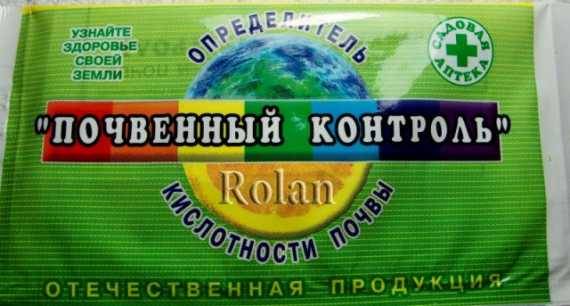 УЗНАЙТЕ
ЗДОРОВЬЕ
СВОЕЙ
ЗЕМЛИ
ОПРЕДЕЛИТЕЛЬ
САДОВАЯ
АПТЕКА
"ПОЧВЕННЫЙ КОНТРОЛЬ"
Rolan
КИСЛОТНОСТИ ПОЧВЫ
ОТЕЧЕСТВЕННАЯ ПРОДУКЦИЯ